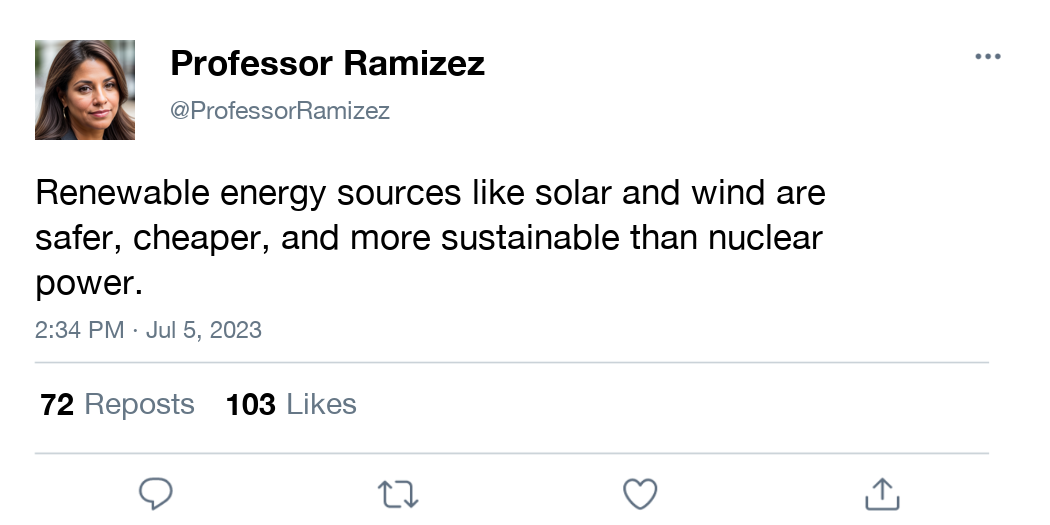 Professor Ramizez
@ProfessorRamizez
Renewable energy sources like solar and wind are
safer, cheaper, and more sustainable than nuclear
power.
2:34 PM · Jul 5, 2023
72 Reposts 103 Likes